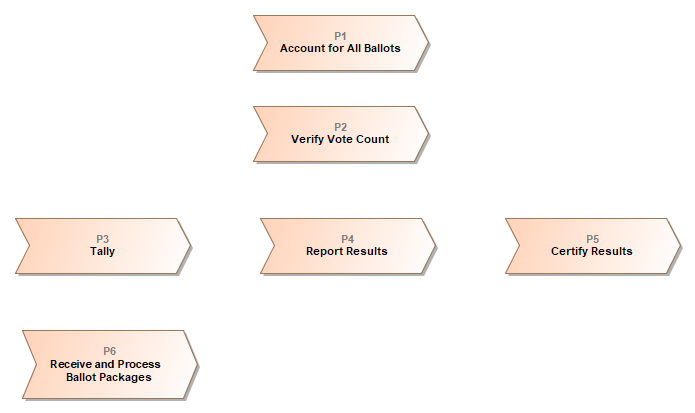 P1
Account for All Ballots
P2
Verify Vote Count
P3
Tally
P4
Report Results
P5
Certify Results
P6
Receive and Process
Ballot Packages